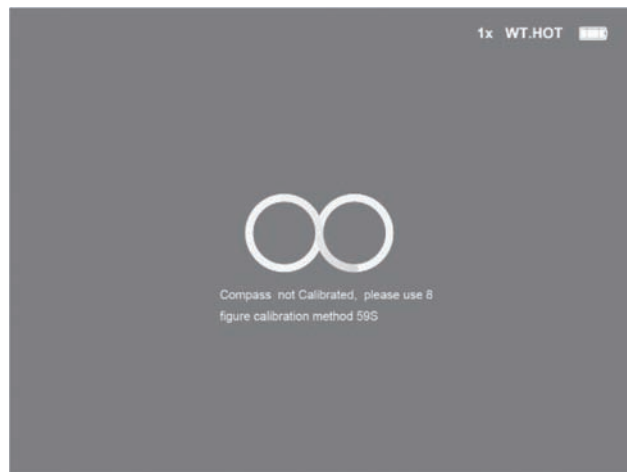 1x WT.HOT
Compass not Calibrated, please use 8
figure calibration method 59S